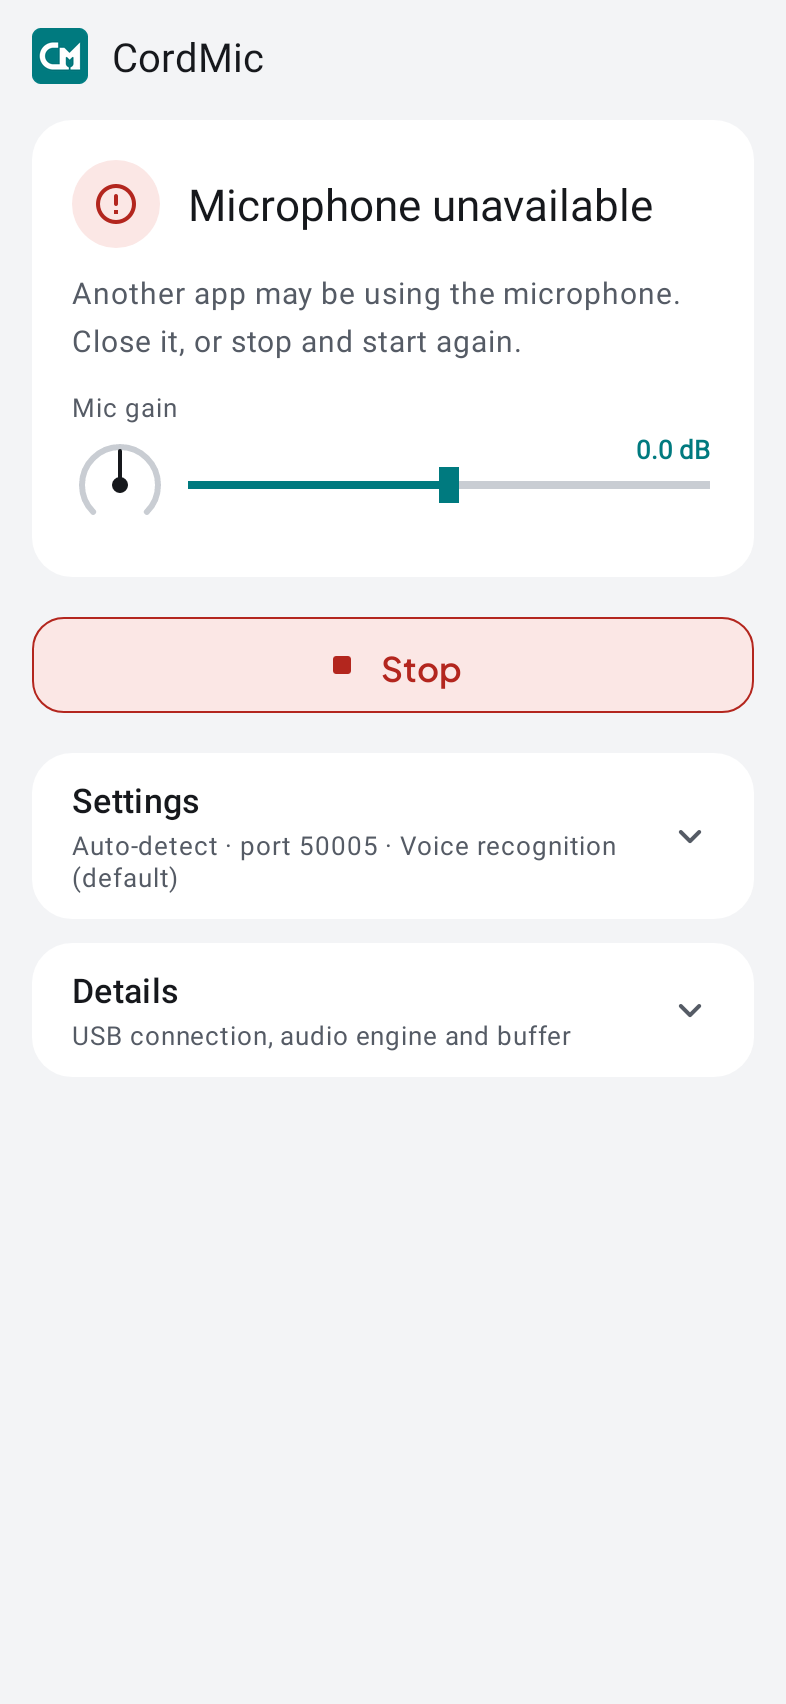 CM CordMic
Microphone unavailable
Another app may be using the microphone.
Close it, or stop and start again.
Mic gain
0.0 dB
Stop
Settings
Auto-detect · port 50005 · Voice recognition
(default)
Details
USB connection, audio engine and buffer